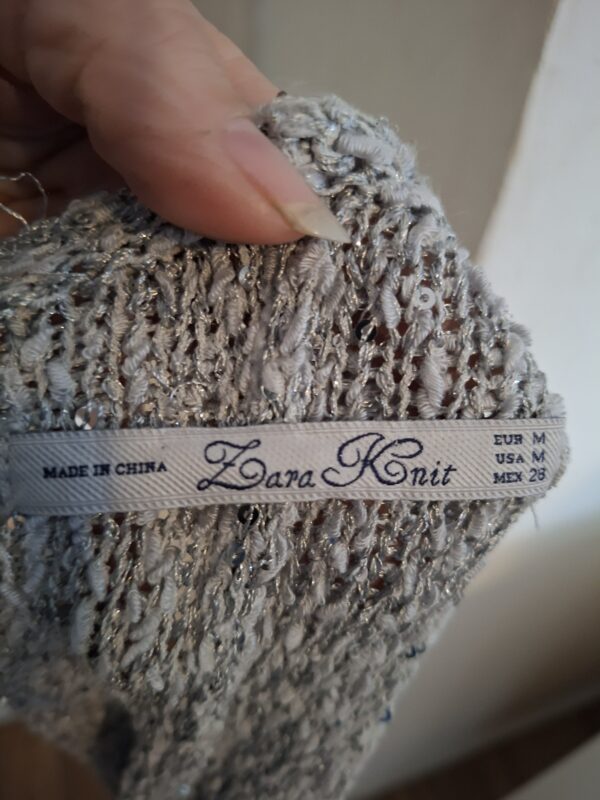 MADE IN CHINA
Zara Knit
EUR M
USA M
MEX 28